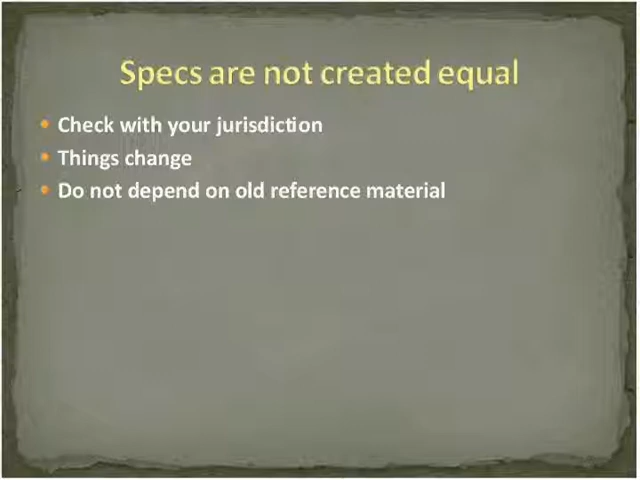 Specs are not created equal
• Check with your jurisdiction
• Things change
• Do not depend on old reference material